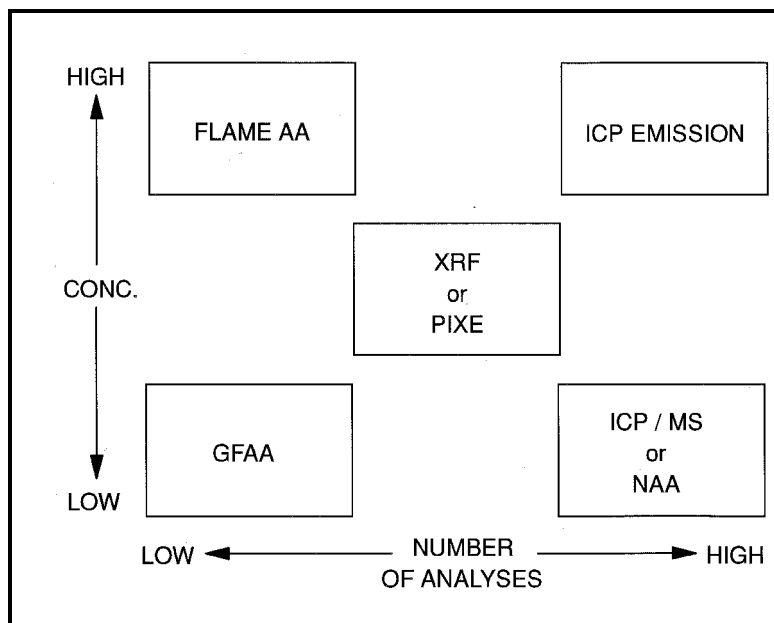 HIGH
FLAME AA
ICP EMISSION
XRF
or
PIXE
CONC.
GFAA
ICP / MS
or
NAA
LOW
LOW
NUMBER
OF ANALYSES
HIGH